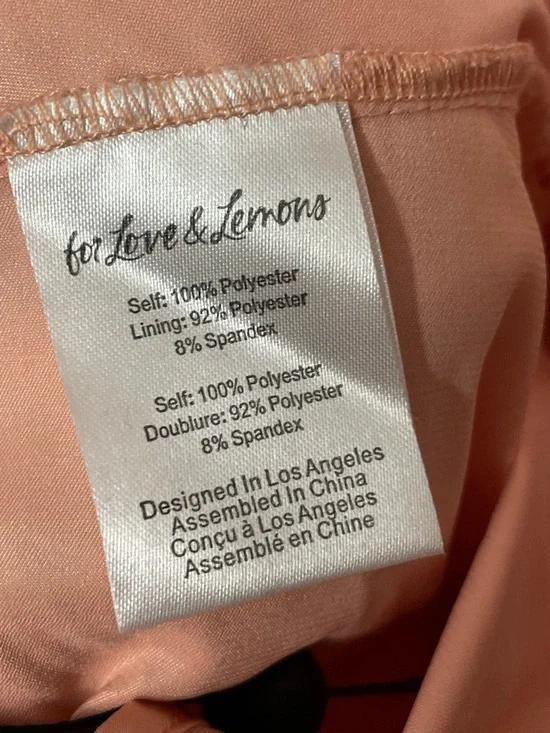 for Love & Lemons
Self: 100% Polyester
Lining: 92% Polyester
8% Spandex
Self: 100% Polyester
Doublure: 92% Polyester
8% Spandex
Designed In Los Angeles
Assembled In China
Conçu à Los Angeles
Assemblé en Chine